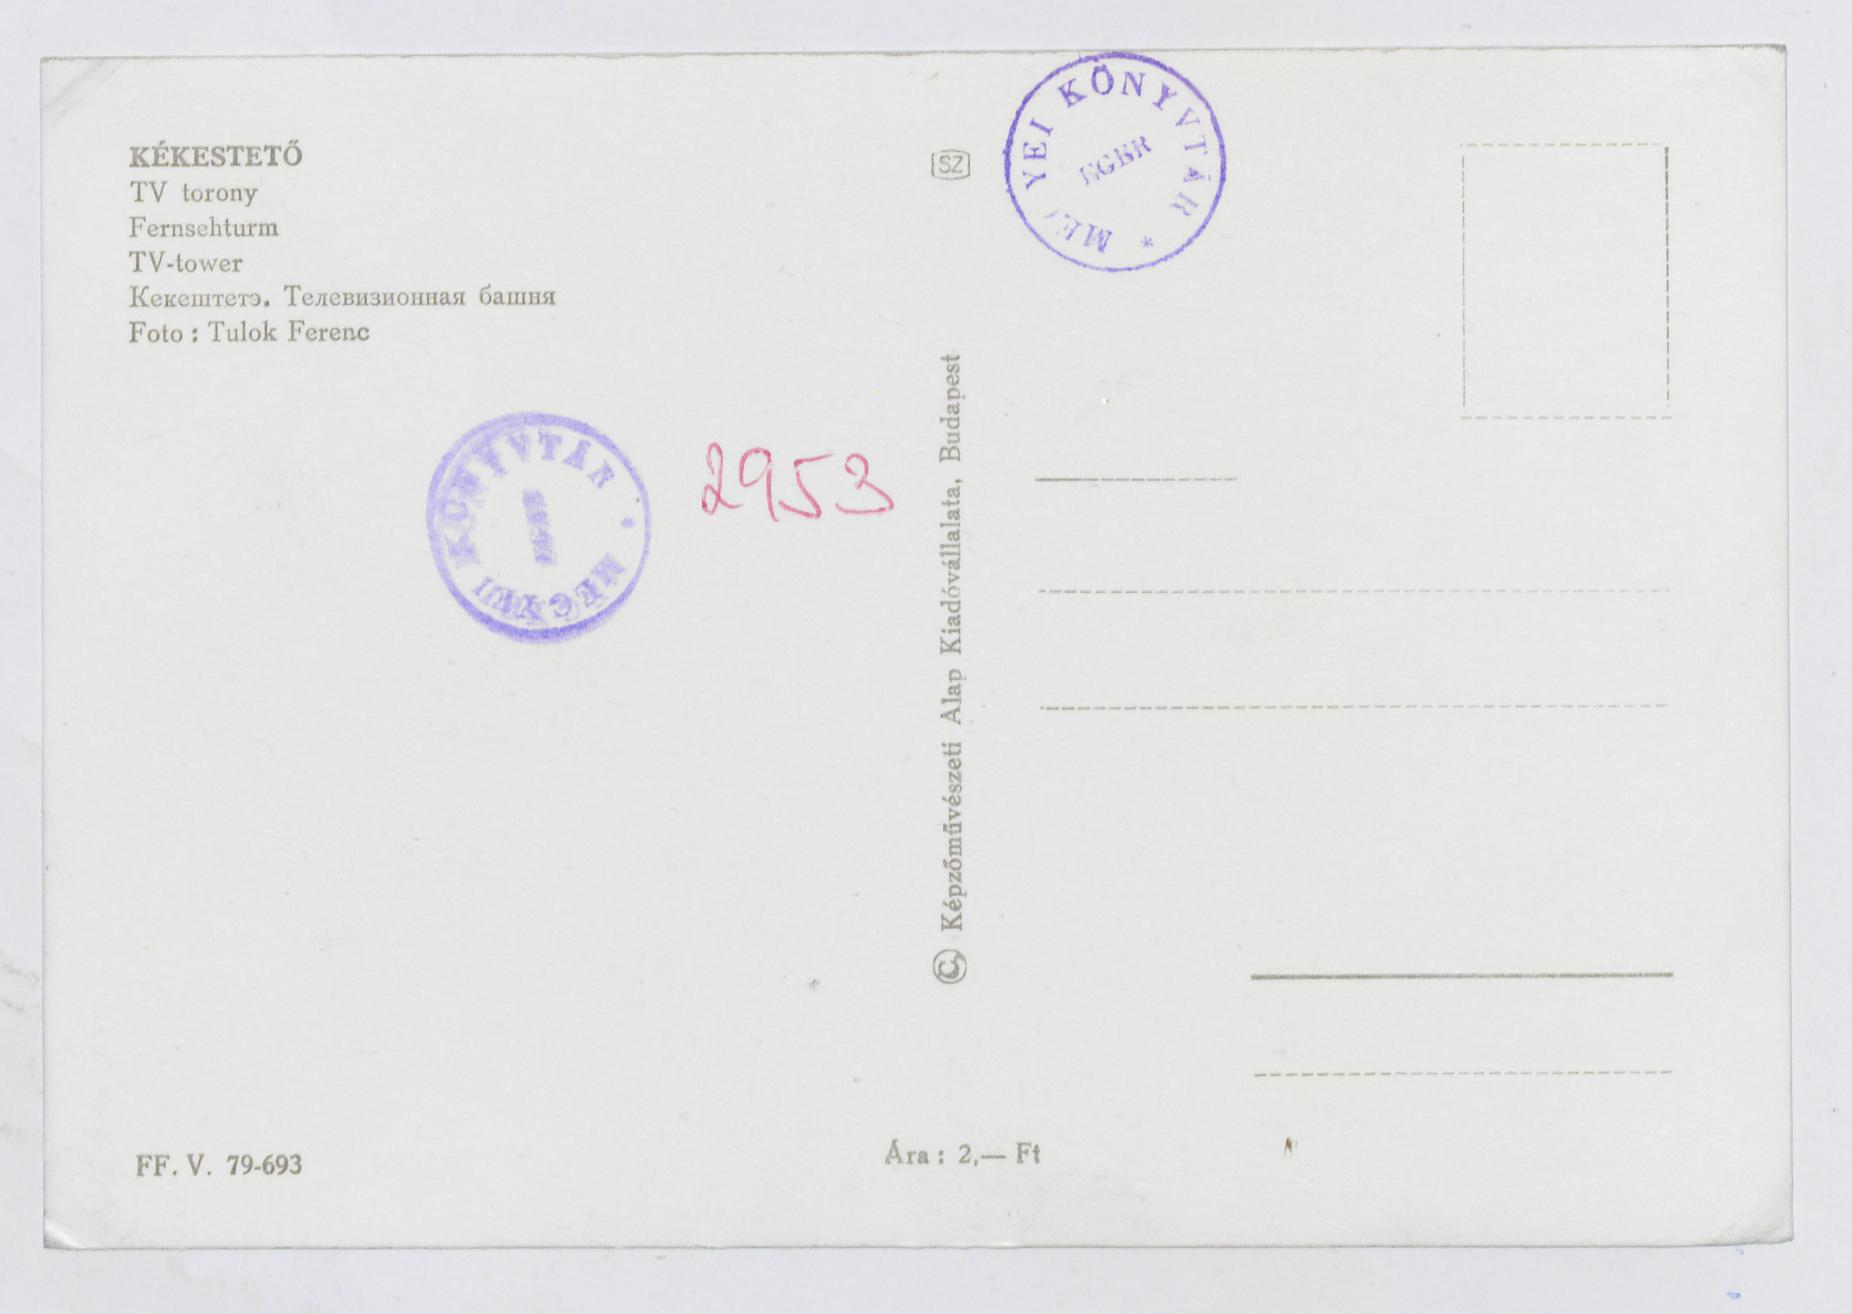 KÉKESTETŐ
TV torony
Fernsehturm
TV-tower
Кекештетэ. Телевизионная башня
Foto : Tulok Ferenc
SZ
MEGYEI KÖNYVTÁR *
EGER
MEGYEI KÖNYVTÁR *
EGER
2953
© Képzőművészeti Alap Kiadóvállalata, Budapest
FF. V. 79-693
Ára : 2,— Ft